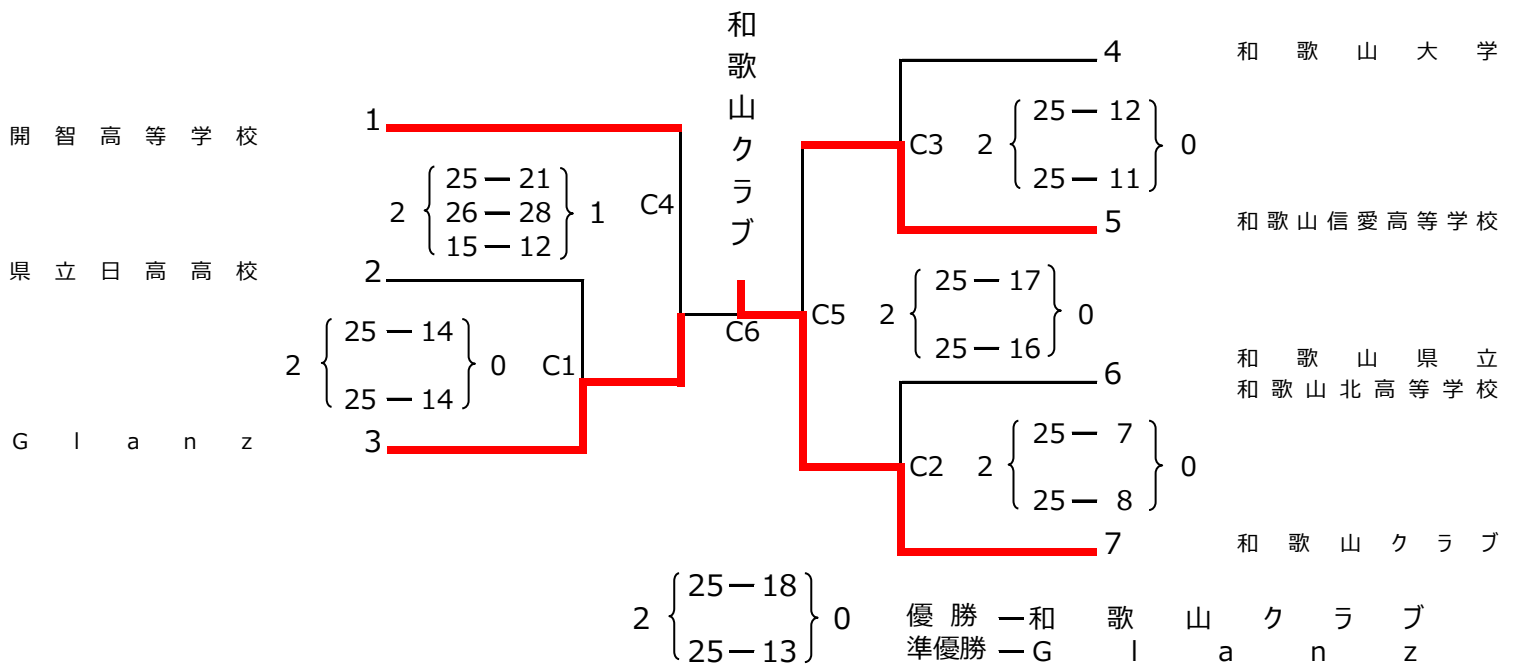 和歌山クラブ
開智高等学校 1
2 25 — 21 1
26 — 28
15 — 12
C4
県立日高高校 2
2 25 — 14 0
25 — 14
C1
Glanz 3
C6
4 和歌山大学
C3 2 25 — 12 0
25 — 11
5 和歌山信愛高等学校
C5 2 25 — 17 0
25 — 16
6 和歌山県立
和歌山北高等学校
C2 2 25 — 7 0
25 — 8
7 和歌山クラブ
2 25 — 18 0
25 — 13
優勝 — 和歌山クラブ
準優勝 — Glanz